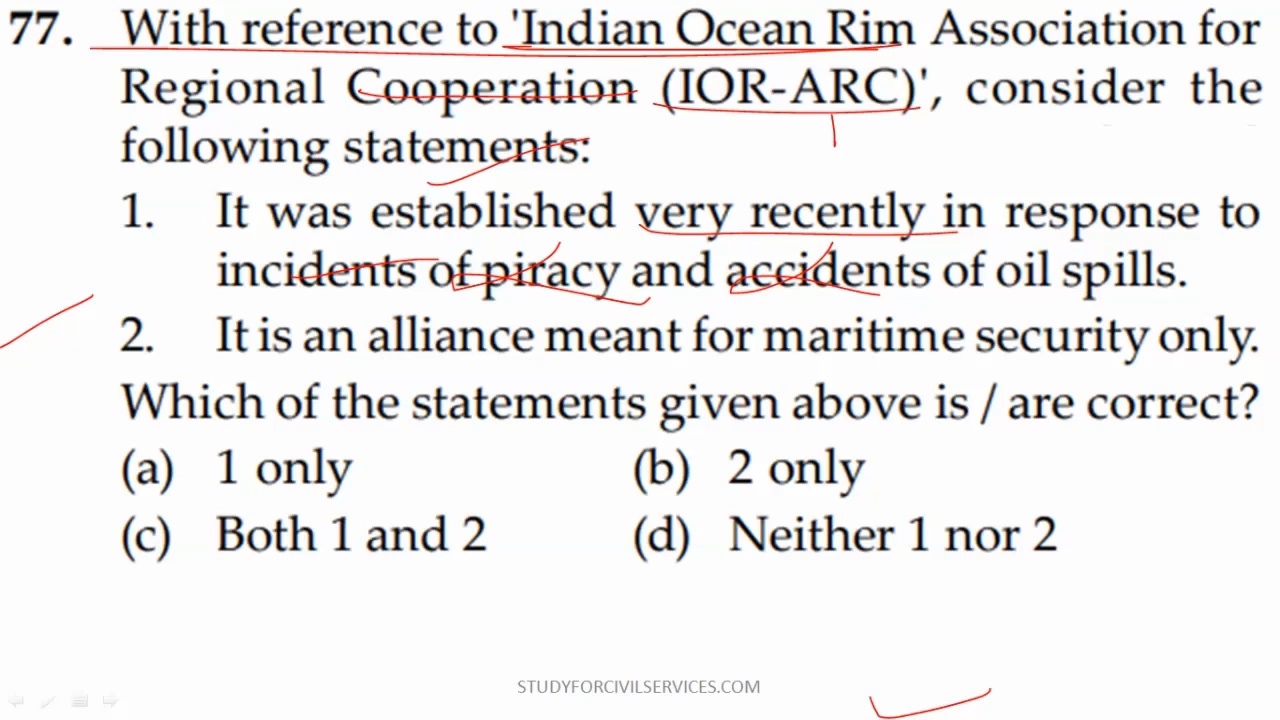 77. With reference to 'Indian Ocean Rim Association for
Regional Cooperation (IOR-ARC)', consider the
following statements:
1. It was established very recently in response to
incidents of piracy and accidents of oil spills.
2. It is an alliance meant for maritime security only.
Which of the statements given above is / are correct?
(a) 1 only (b) 2 only
(c) Both 1 and 2 (d) Neither 1 nor 2
STUDYFORCIVILSERVICES.COM